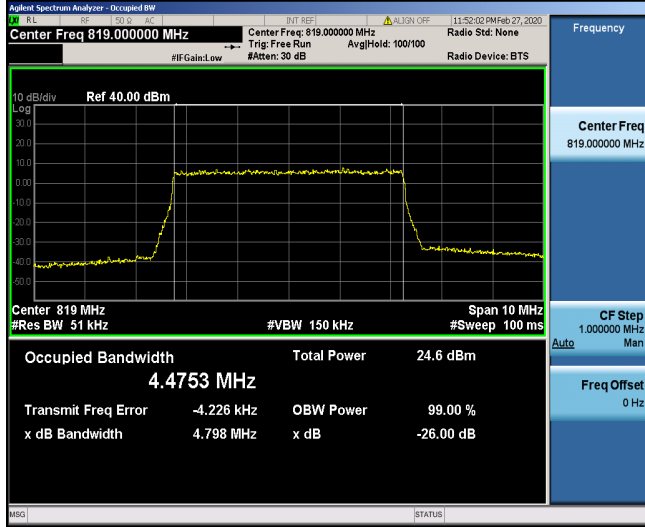 Agilent Spectrum Analyzer - Occupied BW
LXI RL RF 50 Ω AC INT REF ALIGN OFF 11:52:02 PM Feb 27, 2020
Center Freq 819.000000 MHz
Center Freq: 819.000000 MHz
Radio Std: None
Trig: Free Run Avg|Hold: 100/100
#IFGain:Low
#Atten: 30 dB
Radio Device: BTS
10 dB/div Ref 40.00 dBm
Log
30.0
20.0
10.0
0.00
-10.0
-20.0
-30.0
-40.0
-50.0
Center 819 MHz Span 10 MHz
#Res BW 51 kHz #VBW 150 kHz #Sweep 100 ms
Occupied Bandwidth Total Power 24.6 dBm
4.4753 MHz
Transmit Freq Error -4.226 kHz OBW Power 99.00 %
x dB Bandwidth 4.798 MHz x dB -26.00 dB
MSG STATUS
Frequency
Center Freq
819.000000 MHz
CF Step
1.000000 MHz
Auto Man
Freq Offset
0 Hz